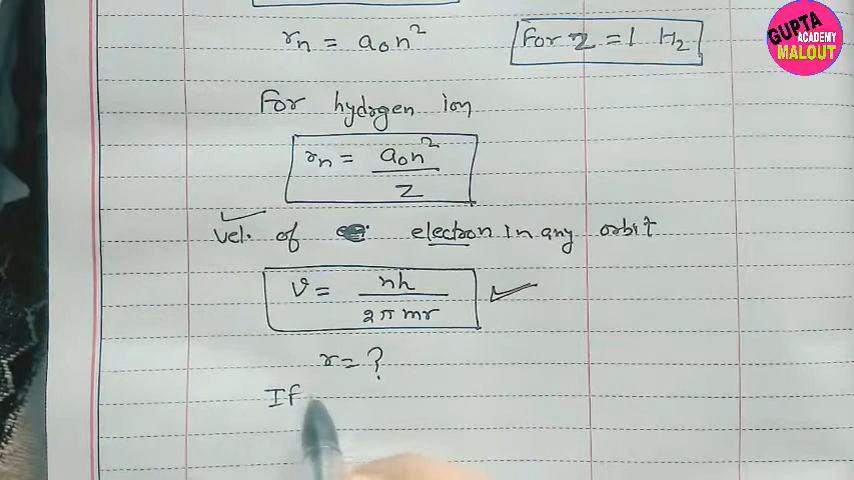 rn = a₀n²
For Z = 1 H₂
GUPTA
ACADEMY
MALOUT
For hydrgen ion
rn = a₀n² / Z
Vel. of electron in any orbit
v = nh / 2πmr
r = ?
If